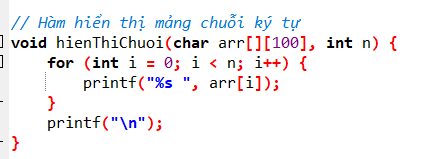 // Hàm hiển thị mảng chuỗi ký tự
void hienThiChuoi(char arr[][100], int n) {
    for (int i = 0; i < n; i++) {
        printf("%s ", arr[i]);
    }
    printf("\n");
}